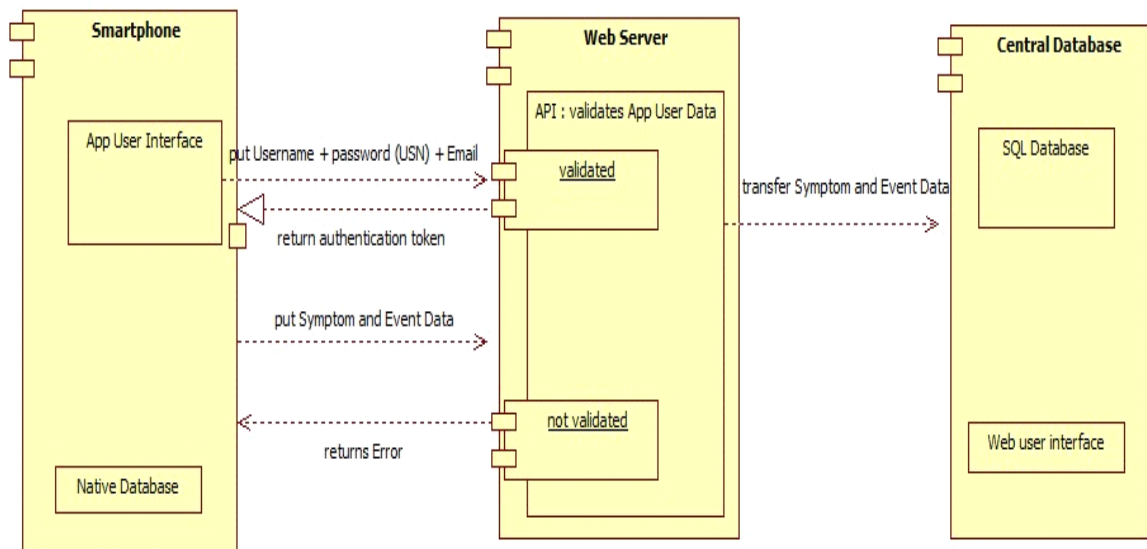 Smartphone
App User Interface
Native Database
put Username + password (USN) + Email
return authentication token
put Symptom and Event Data
returns Error
Web Server
API : validates App User Data
validated
not validated
transfer Symptom and Event Data
Central Database
SQL Database
Web user interface